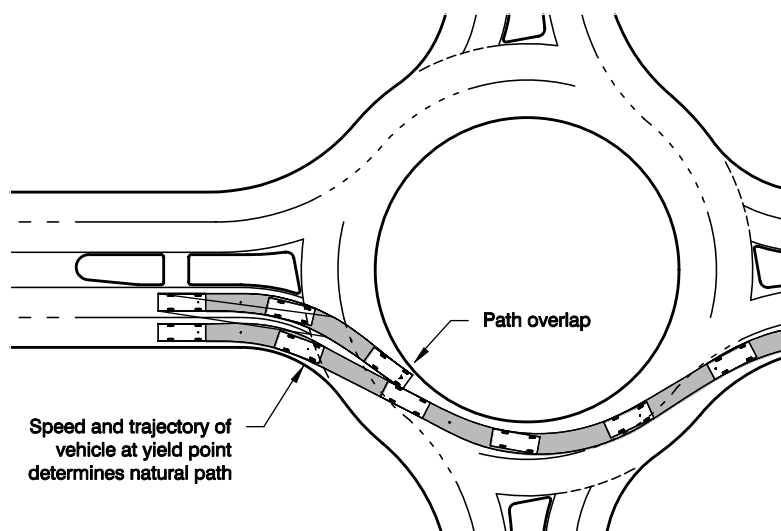 Path overlap
Speed and trajectory of
vehicle at yield point
determines natural path